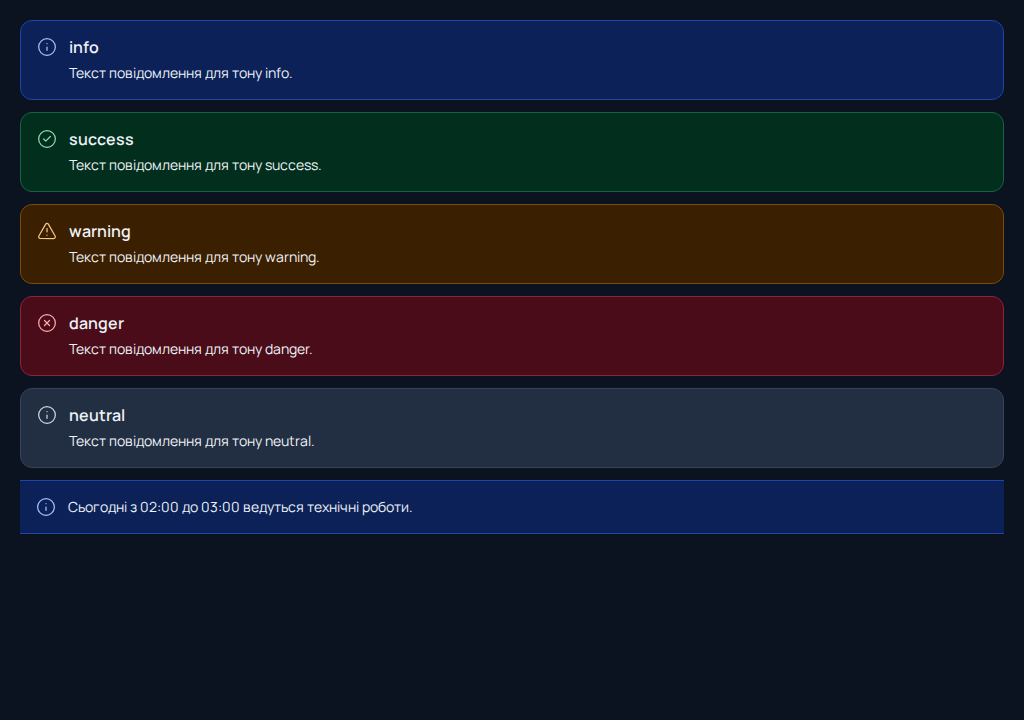 info
Текст повідомлення для тону info.
success
Текст повідомлення для тону success.
warning
Текст повідомлення для тону warning.
danger
Текст повідомлення для тону danger.
neutral
Текст повідомлення для тону neutral.
Сьогодні з 02:00 до 03:00 ведуться технічні роботи.